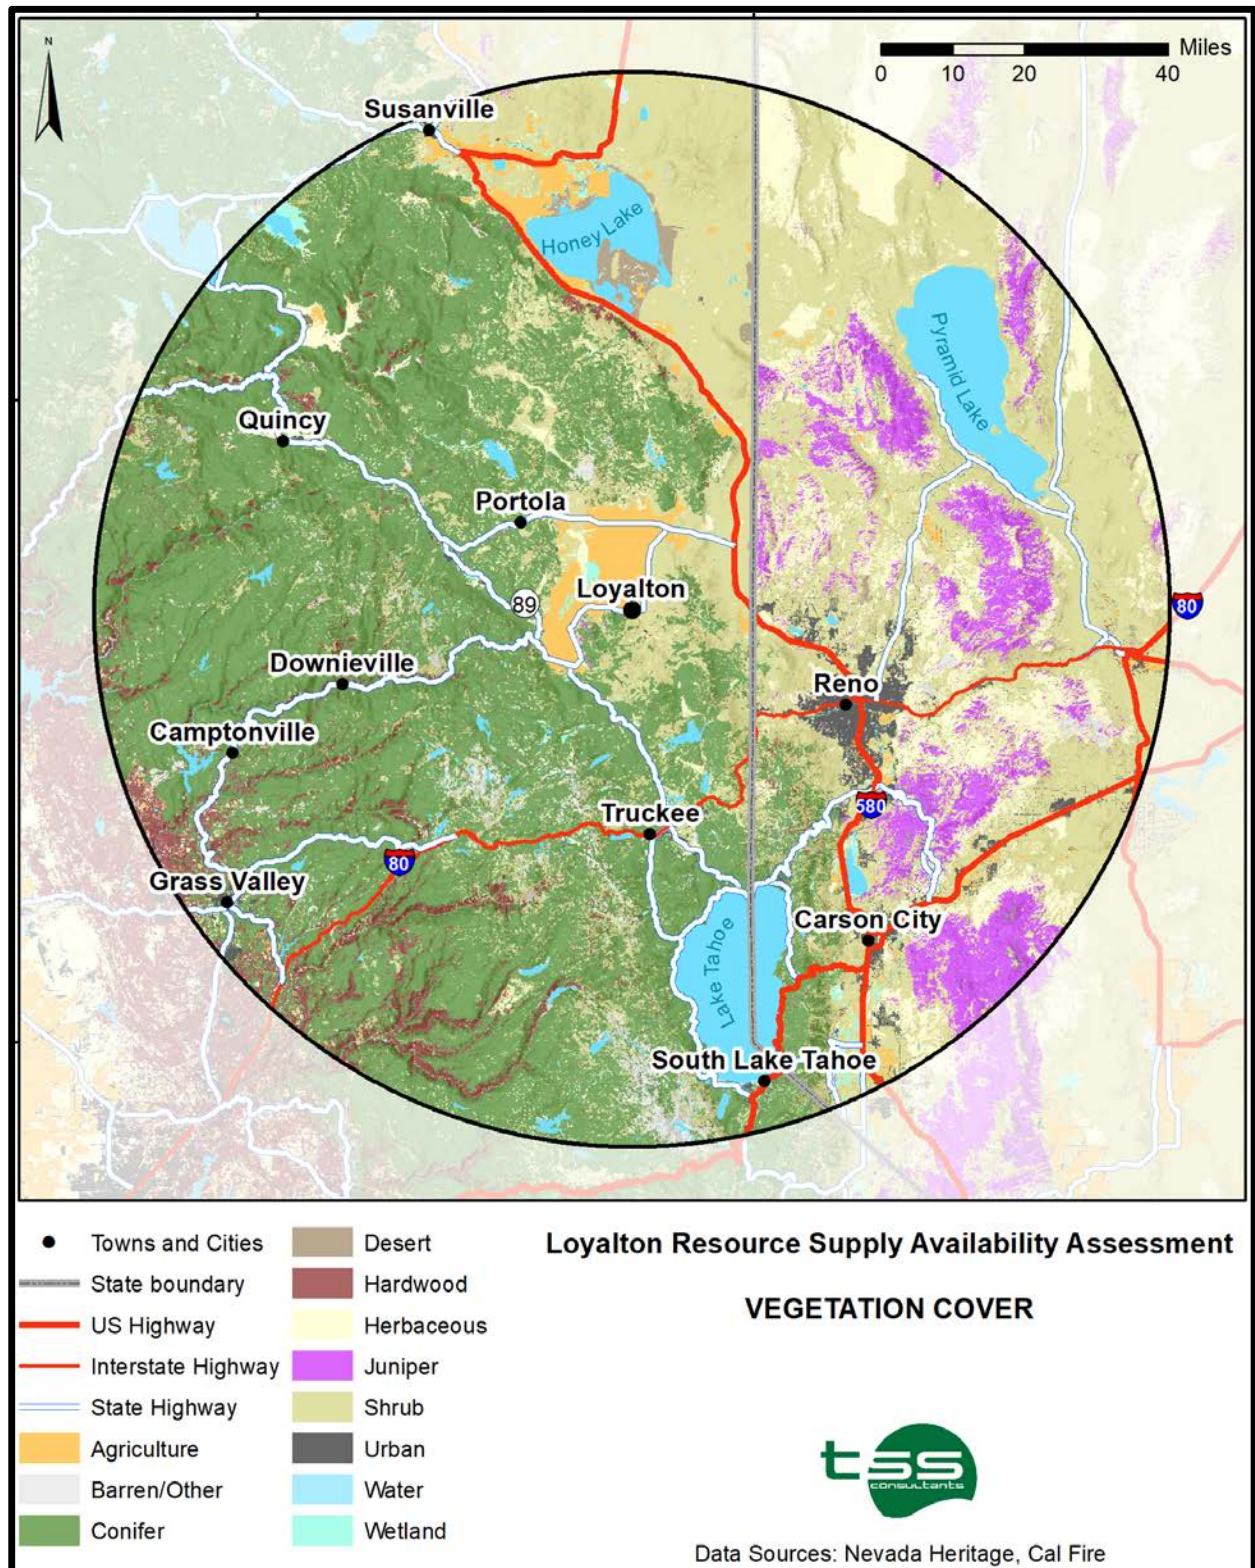 N
Miles
0 10 20 40
Susanville
Honey Lake
Pyramid Lake
Quincy
Portola
Loyalton
89
80
Downieville
Reno
Camptonville
580
Truckee
80
Grass Valley
Carson City
Lake Tahoe
South Lake Tahoe
Towns and Cities
State boundary
US Highway
Interstate Highway
State Highway
Agriculture
Barren/Other
Conifer
Desert
Hardwood
Herbaceous
Juniper
Shrub
Urban
Water
Wetland
Loyalton Resource Supply Availability Assessment
VEGETATION COVER
tss
consultants
Data Sources: Nevada Heritage, Cal Fire